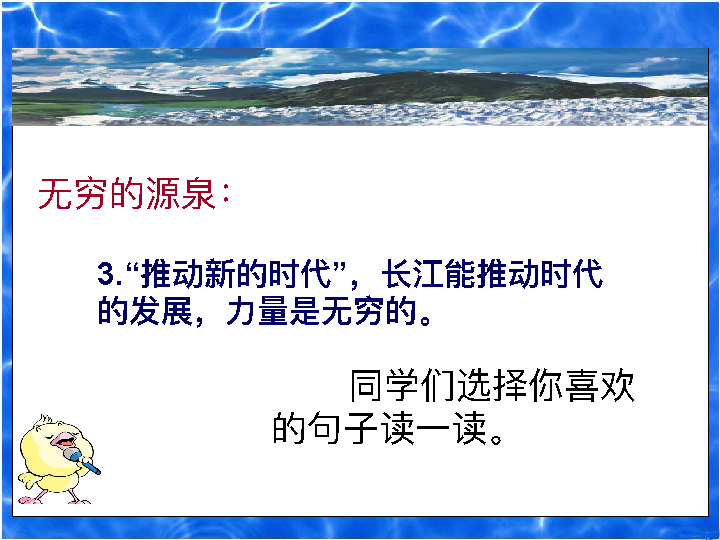 无穷的源泉：
3.“推动新的时代”，长江能推动时代
的发展，力量是无穷的。
同学们选择你喜欢
的句子读一读。